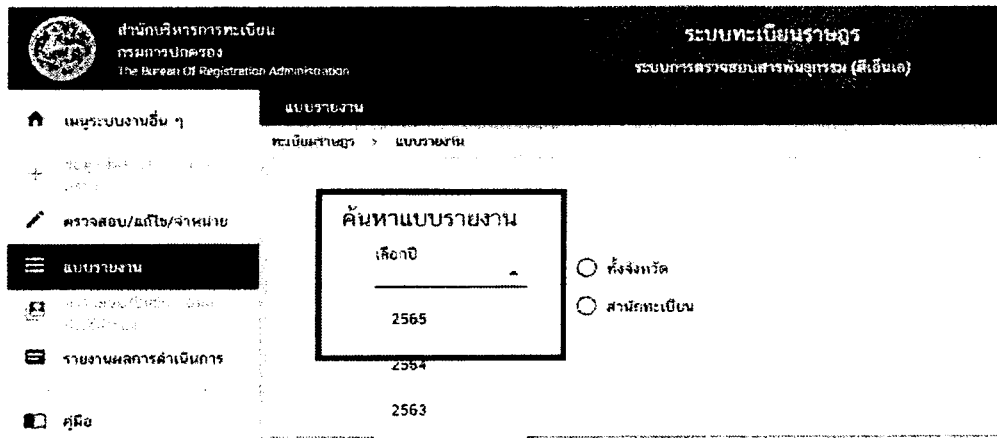 สำนักบริหารการทะเบียน
กรมการปกครอง
The Bureau Of Registration Administration
ระบบทะเบียนราษฎร
ระบบการตรวจสอบสารพันธุกรรม (ดีเอ็นเอ)
เมนูระบบงานอื่น ๆ
ตรวจสอบ/แก้ไข/จำหน่าย
แบบรายงาน
รายงานผลการดำเนินการ
คู่มือ
แบบรายงาน
ทะเบียนราษฎร > แบบรายงาน
ค้นหาแบบรายงาน
เลือกปี
2565
2564
2563
ทั้งจังหวัด
สำนักทะเบียน